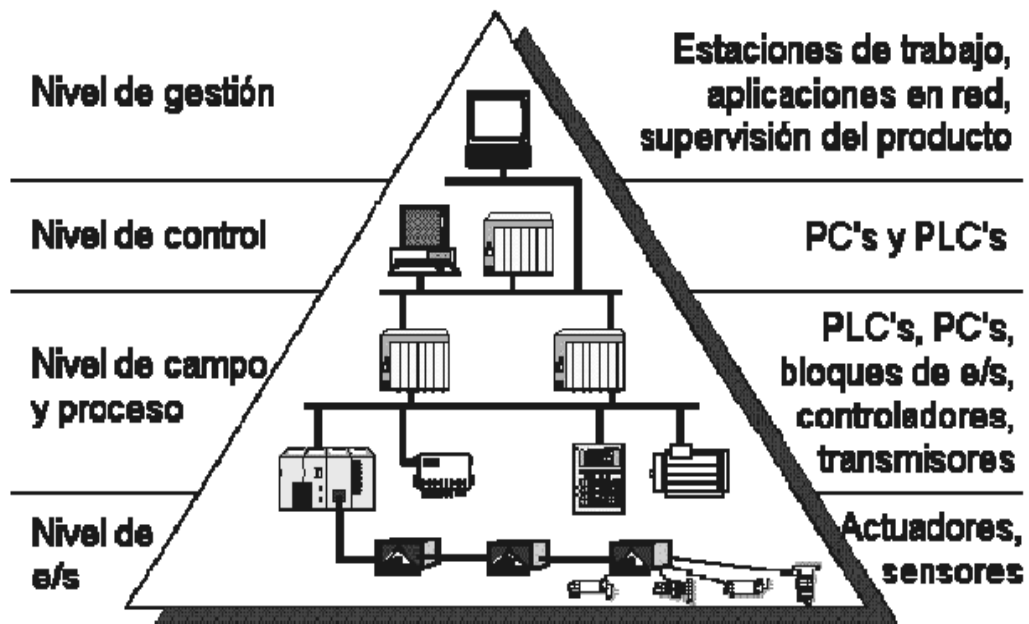 Nivel de gestión
Estaciones de trabajo,
aplicaciones en red,
supervisión del producto
Nivel de control
PC's y PLC's
Nivel de campo
y proceso
PLC's, PC's,
bloques de e/s,
controladores,
transmisores
Nivel de
e/s
Actuadores,
sensores